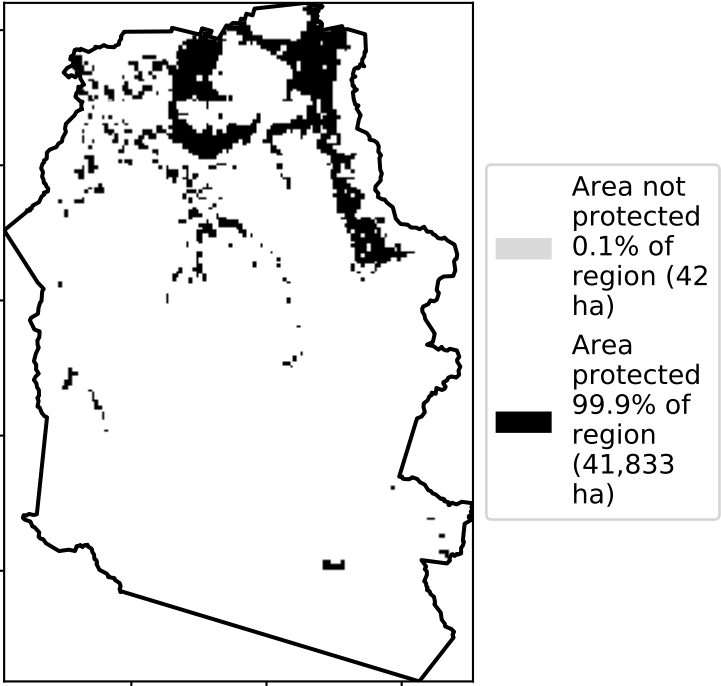 Area not
protected
0.1% of
region (42
ha)
Area
protected
99.9% of
region
(41,833
ha)